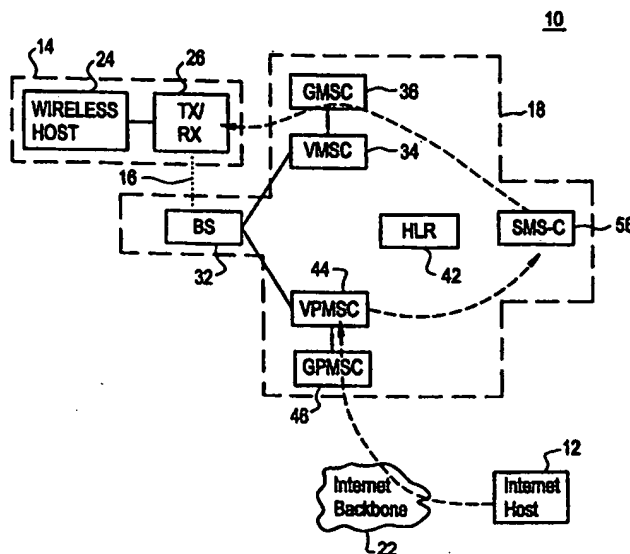 10
14
24
26
WIRELESS
HOST
TX/
RX
GMSC
36
18
VMSC
34
16
BS
32
HLR
42
SMS-C
58
44
VPMSC
GPMSC
46
12
Internet
Backbone
22
Internet
Host